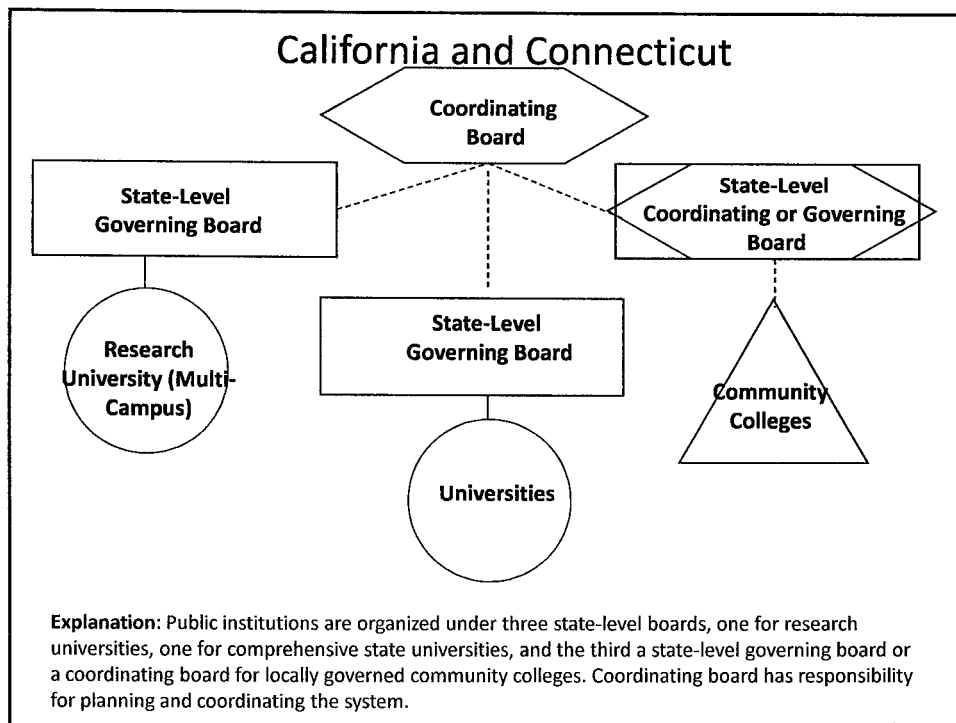 California and Connecticut
Coordinating
Board
State-Level
Governing Board
State-Level
Coordinating or Governing
Board
State-Level
Governing Board
Research
University (Multi-
Campus)
Community
Colleges
Universities
Explanation: Public institutions are organized under three state-level boards, one for research
universities, one for comprehensive state universities, and the third a state-level governing board or
a coordinating board for locally governed community colleges. Coordinating board has responsibility
for planning and coordinating the system.